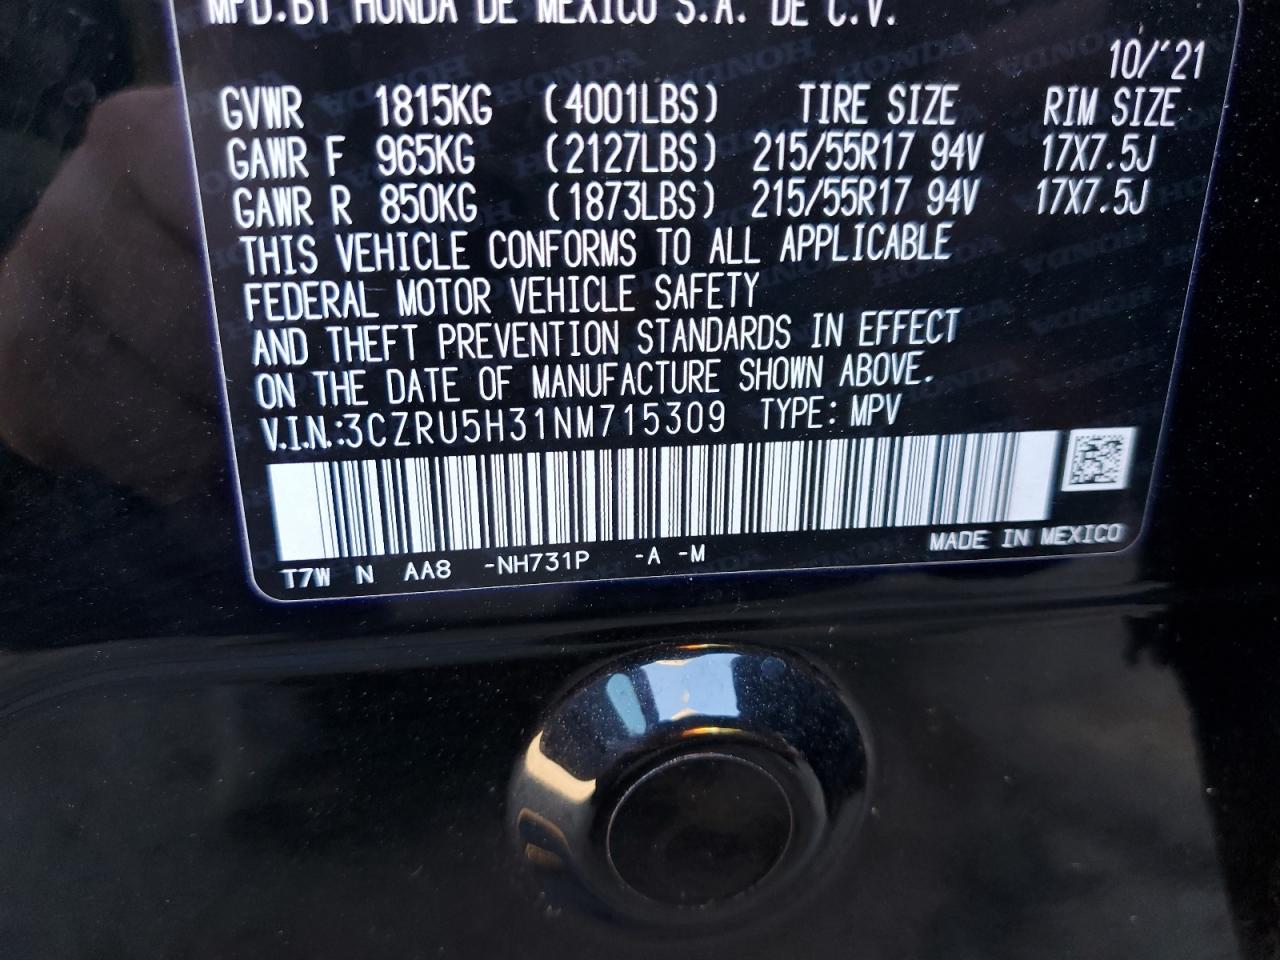 MFD.BY HONDA DE MEXICO S.A. DE C.V.
10/'21
GVWR 1815KG (4001LBS) TIRE SIZE RIM SIZE
GAWR F 965KG (2127LBS) 215/55R17 94V 17X7.5J
GAWR R 850KG (1873LBS) 215/55R17 94V 17X7.5J
THIS VEHICLE CONFORMS TO ALL APPLICABLE
FEDERAL MOTOR VEHICLE SAFETY
AND THEFT PREVENTION STANDARDS IN EFFECT
ON THE DATE OF MANUFACTURE SHOWN ABOVE.
V.I.N.:3CZRU5H31NM715309 TYPE: MPV
T7W N AA8 -NH731P -A -M MADE IN MEXICO